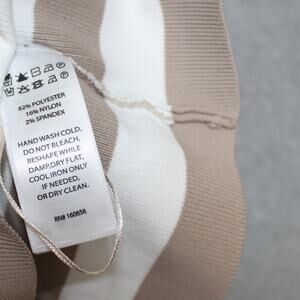 82% POLYESTER
16% NYLON
2% SPANDEX
HAND WASH COLD,
DO NOT BLEACH,
RESHAPE WHILE
DAMP,DRY FLAT,
COOL IRON ONLY
IF NEEDED,
OR DRY CLEAN.
RN# 160656